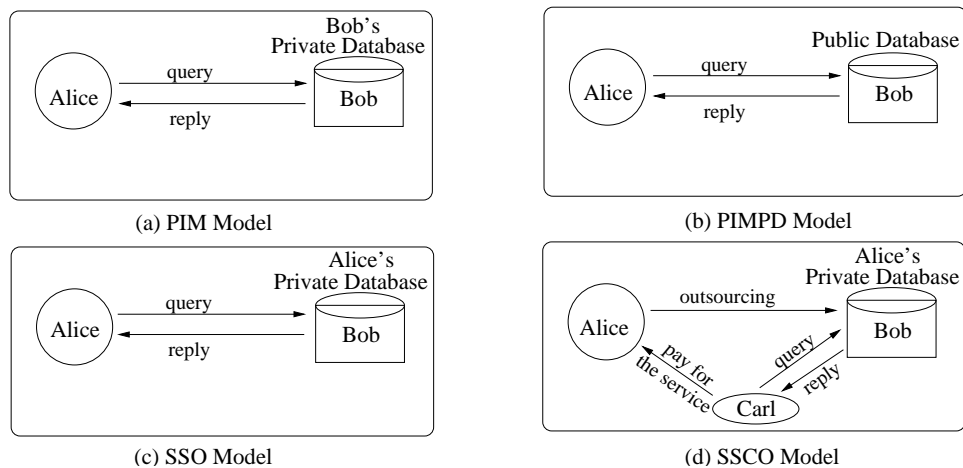 Bob's
Private Database
query
Alice
Bob
reply
(a) PIM Model
Public Database
query
Alice
Bob
reply
(b) PIMPD Model
Alice's
Private Database
query
Alice
Bob
reply
(c) SSO Model
Alice's
Private Database
outsourcing
Alice
Bob
pay for
the service
query
reply
Carl
(d) SSCO Model